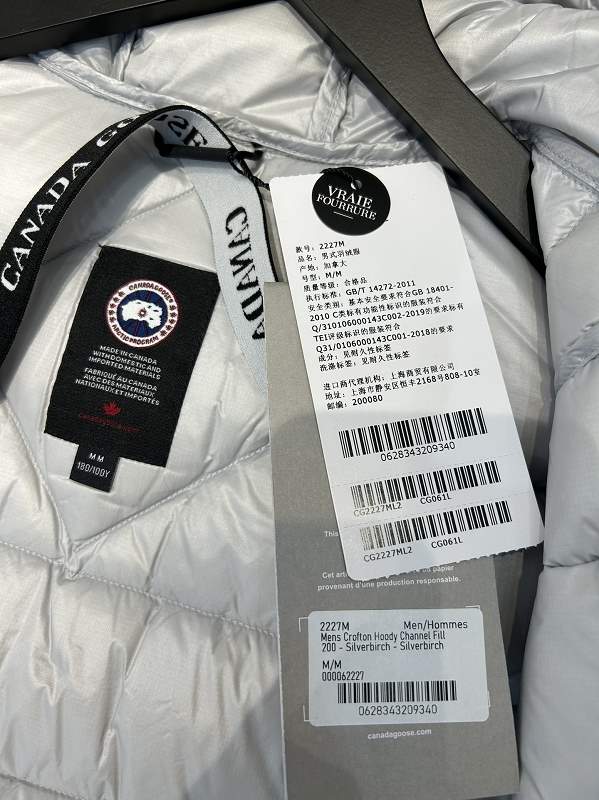 CANADA GOOSE
CANADA
VRAIE
FOURRURE
款号: 2227M
品名: 男式羽绒服
产地: 加拿大
号型: M/M
质量等级: 合格品
执行标准: GB/T 14272-2011
安全类别: 基本安全要求符合GB 18401-
2010 C类标有功能性标识的服装符合
Q/310106000143C002-2019的要求标有
TEI评级标识的服装符合
Q31/0106000143C001-2018的要求
成分: 见耐久性标签
洗涤标签: 见耐久性标签
进口商代理机构: 上海商贸有限公司
地址: 上海市静安区恒丰2168号808-10室
邮编: 200080
0628343209340
CG2227ML2 CG061L
CG2227ML2 CG061L
CANADA GOOSE
ARCTIC PROGRAM
MADE IN CANADA
WITH DOMESTIC AND
IMPORTED MATERIALS
FABRIQUÉ AU CANADA
AVEC DES MATERIAUX
NATIONAUX ET IMPORTÉS
canadagoose.com
M M
180/100Y
This
Cet arti
papier
provenant d'une production responsable.
2227M Men/Hommes
Mens Crofton Hoody Channel Fill
200 - Silverbirch - Silverbirch
M/M
000062227
0628343209340
canadagoose.com